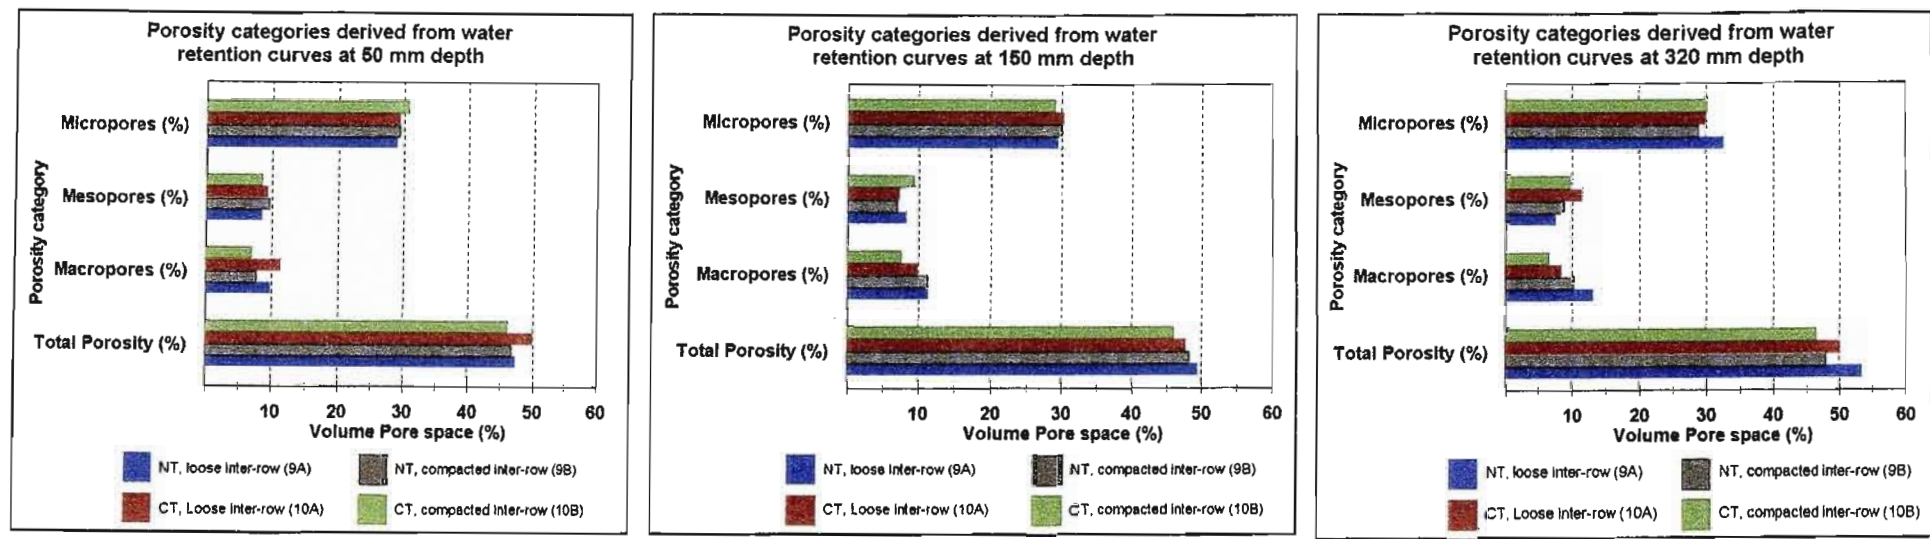 Porosity categories derived from water
retention curves at 50 mm depth
Porosity category
Micropores (%)
Mesopores (%)
Macropores (%)
Total Porosity (%)
10 20 30 40 50 60
Volume Pore space (%)
NT, loose inter-row (9A) NT, compacted inter-row (9B)
CT, Loose Inter-row (10A) CT, compacted Inter-row (10B)
Porosity categories derived from water
retention curves at 150 mm depth
Porosity category
Micropores (%)
Mesopores (%)
Macropores (%)
Total Porosity (%)
10 20 30 40 50 60
Volume Pore space (%)
NT, loose inter-row (9A) NT, compacted inter-row (9B)
CT, Loose Inter-row (10A) CT, compacted Inter-row (10B)
Porosity categories derived from water
retention curves at 320 mm depth
Porosity category
Micropores (%)
Mesopores (%)
Macropores (%)
Total Porosity (%)
10 20 30 40 50 60
Volume Pore space (%)
NT, loose inter-row (9A) NT, compacted inter-row (9B)
CT, Loose Inter-row (10A) CT, compacted Inter-row (10B)